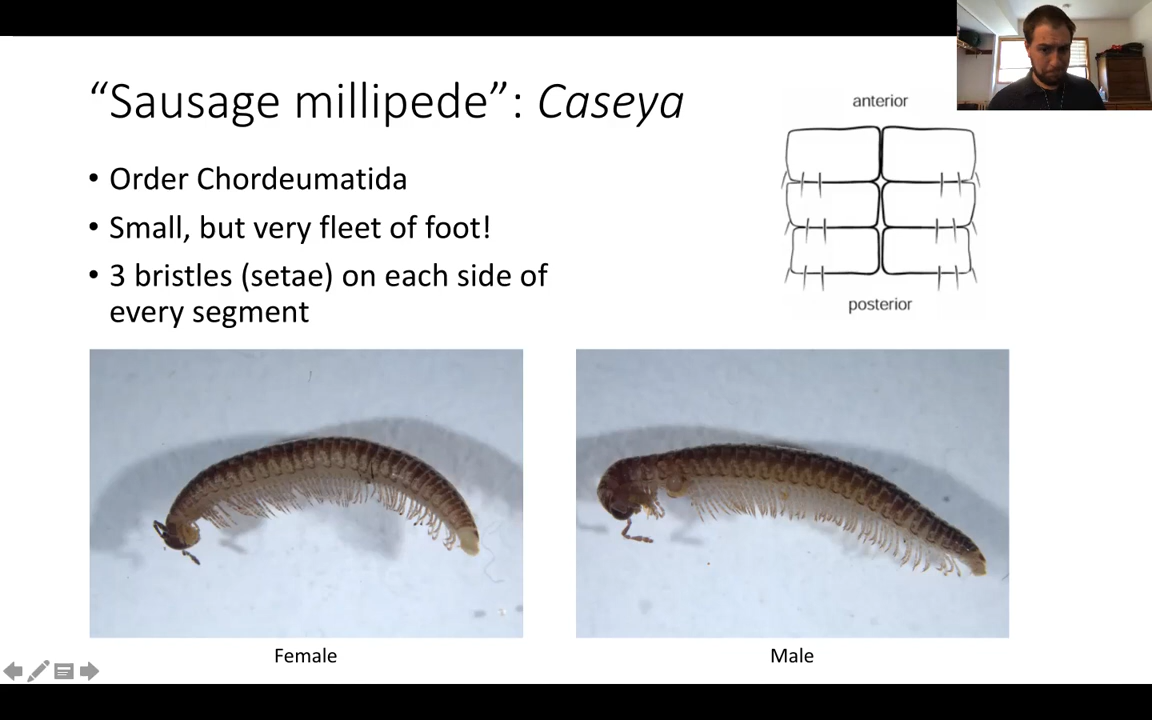 “Sausage millipede”: Caseya
• Order Chordeumatida
• Small, but very fleet of foot!
• 3 bristles (setae) on each side of
every segment
anterior
posterior
Female
Male